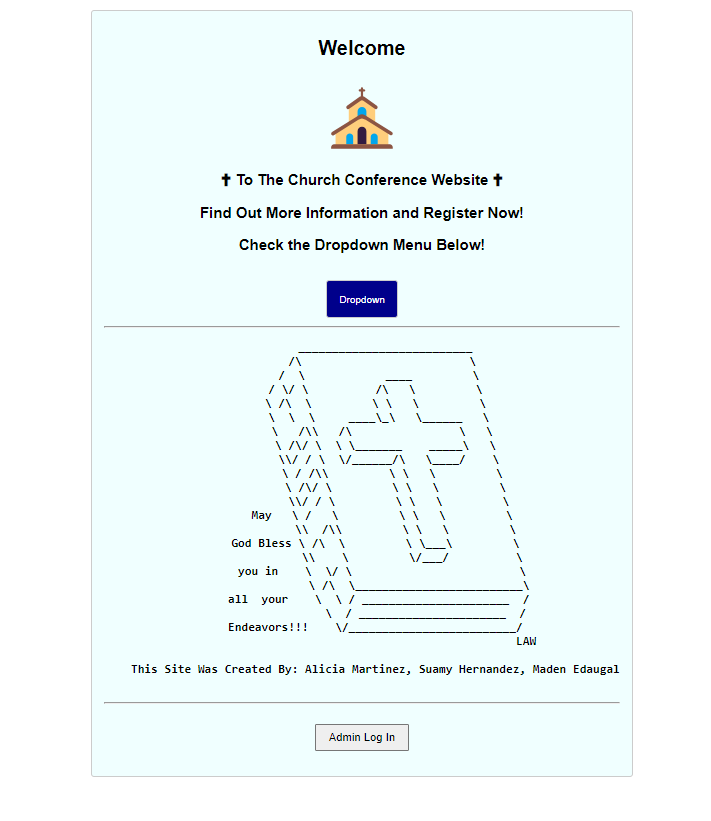 Welcome
✝ To The Church Conference Website ✝
Find Out More Information and Register Now!
Check the Dropdown Menu Below!
Dropdown
May
God Bless
you in
all your
Endeavors!!!
LAW
This Site Was Created By: Alicia Martinez, Suamy Hernandez, Maden Edaugal
Admin Log In